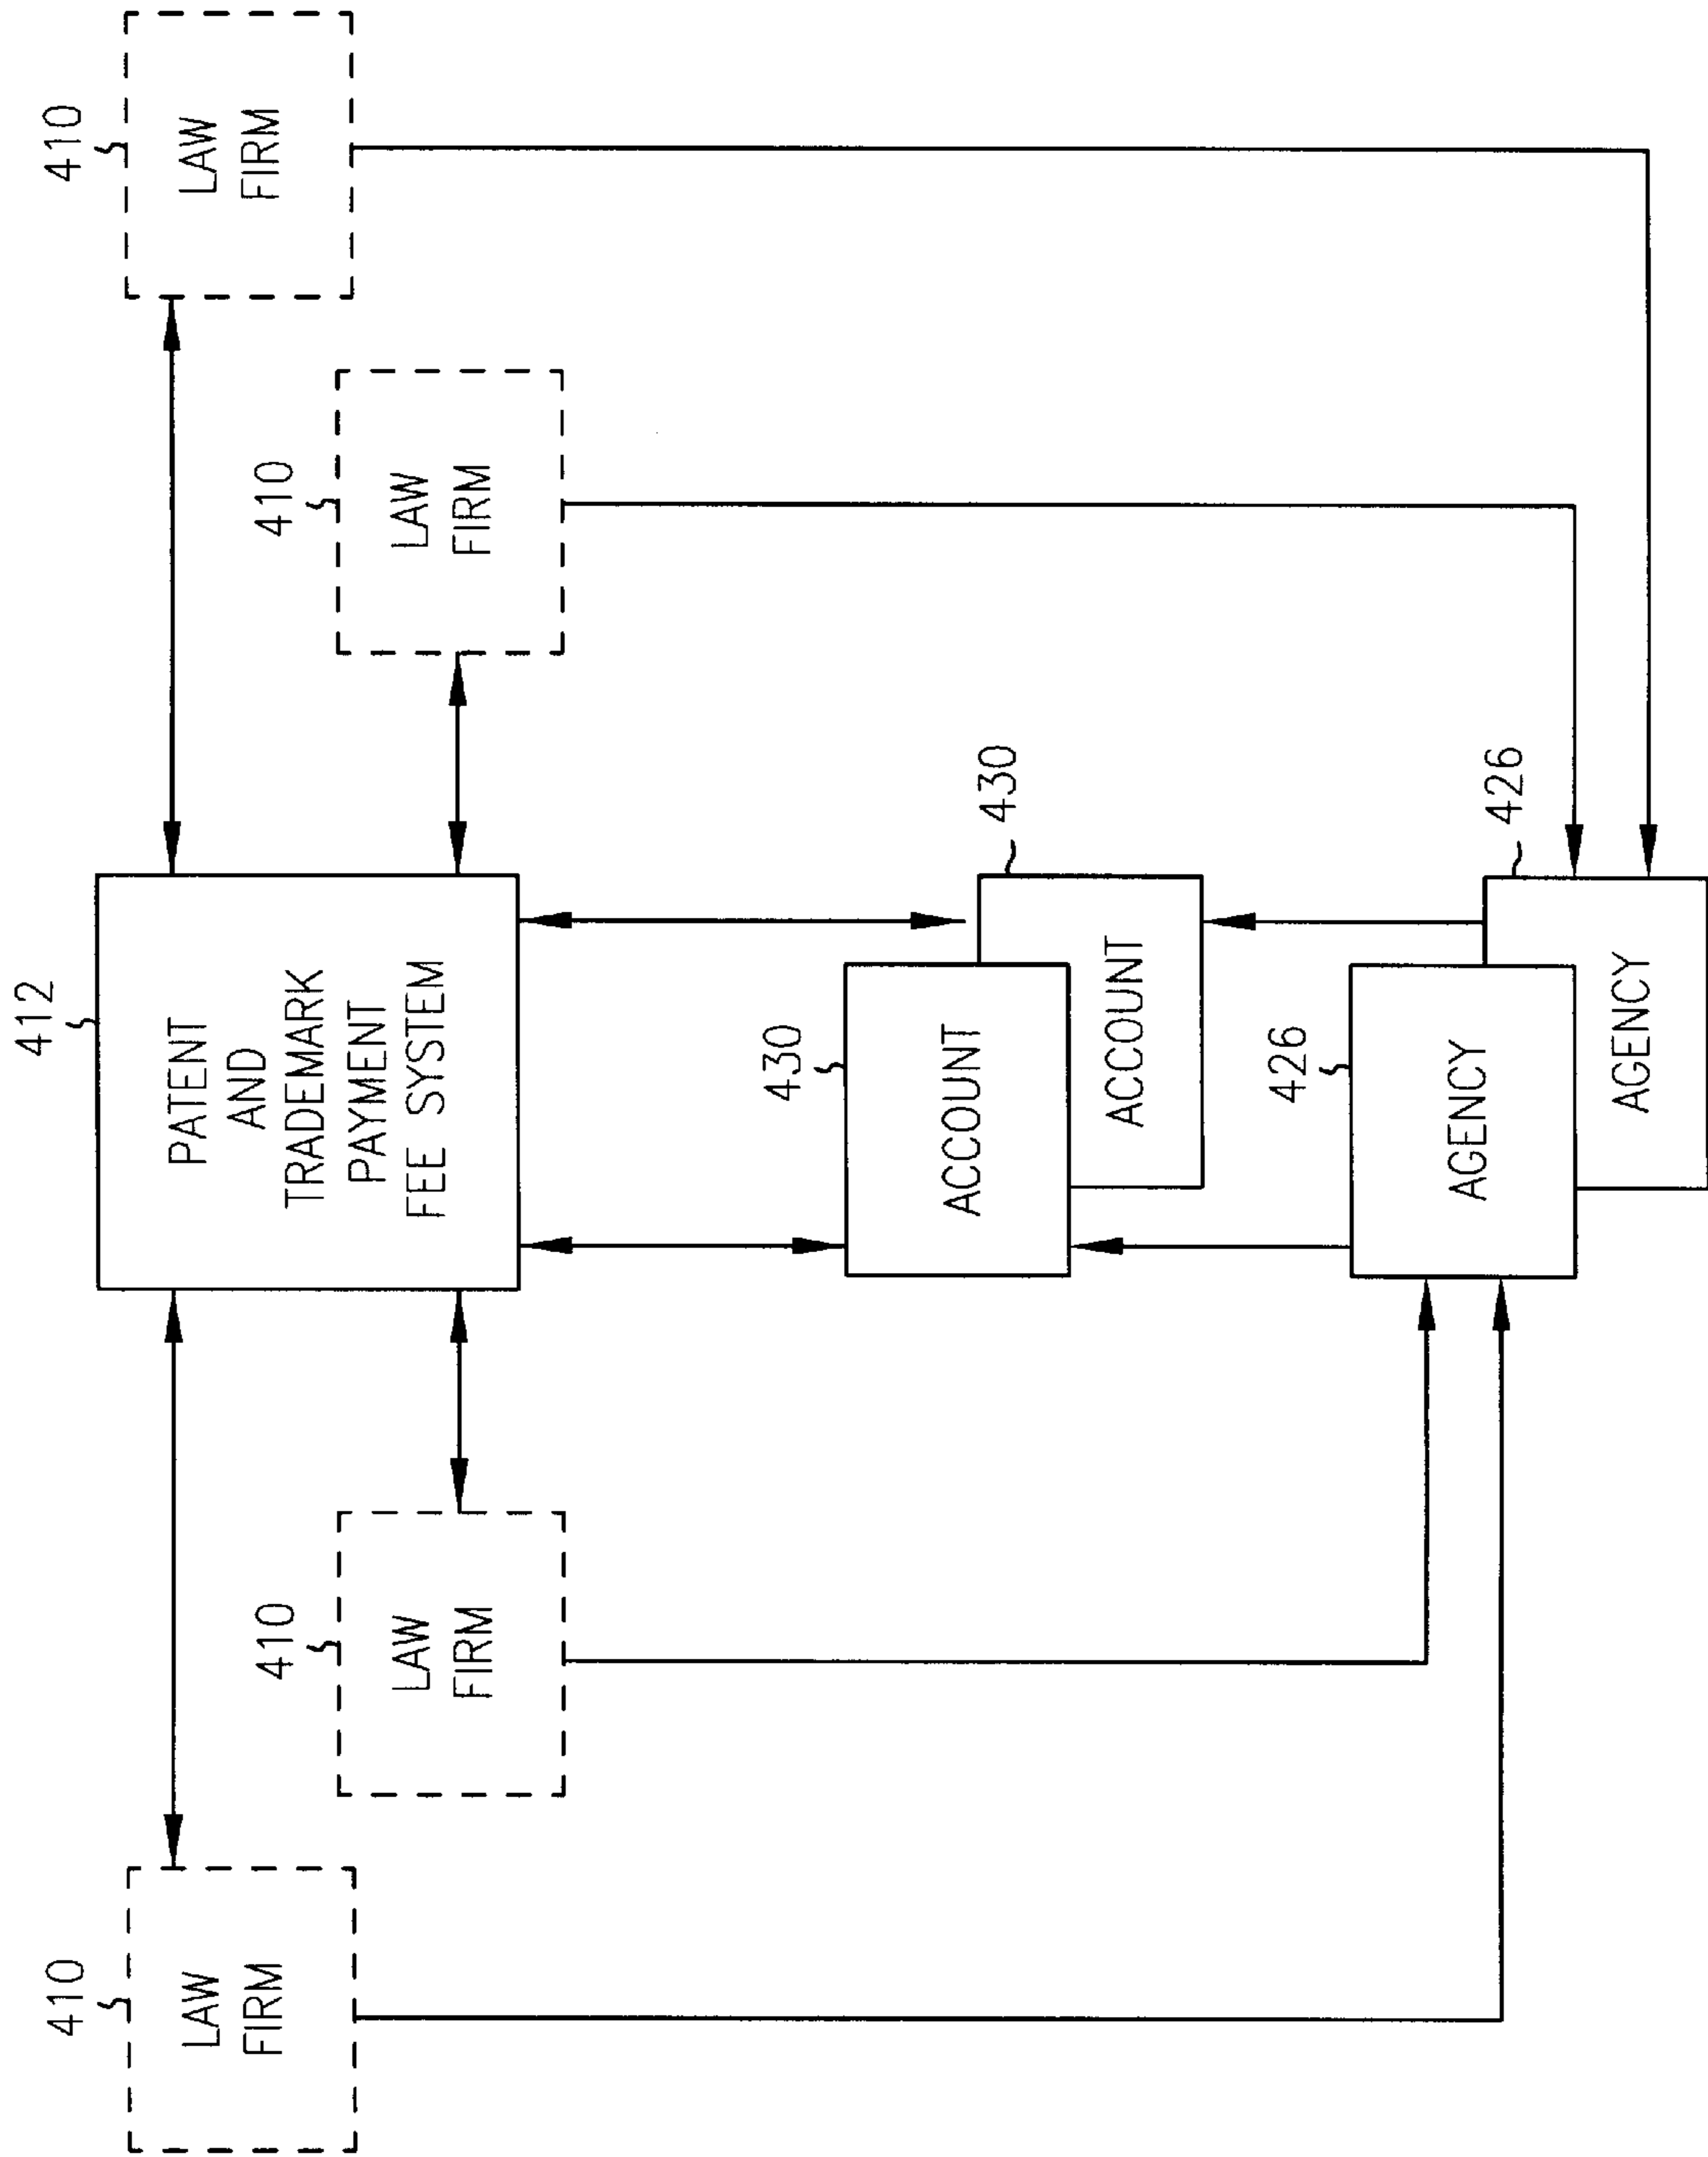 412
PATENT
AND
TRADEMARK
PAYMENT
FEE SYSTEM
410
LAW
FIRM
410
LAW
FIRM
410
LAW
FIRM
410
LAW
FIRM
430
ACCOUNT
430
ACCOUNT
426
AGENCY
426
AGENCY